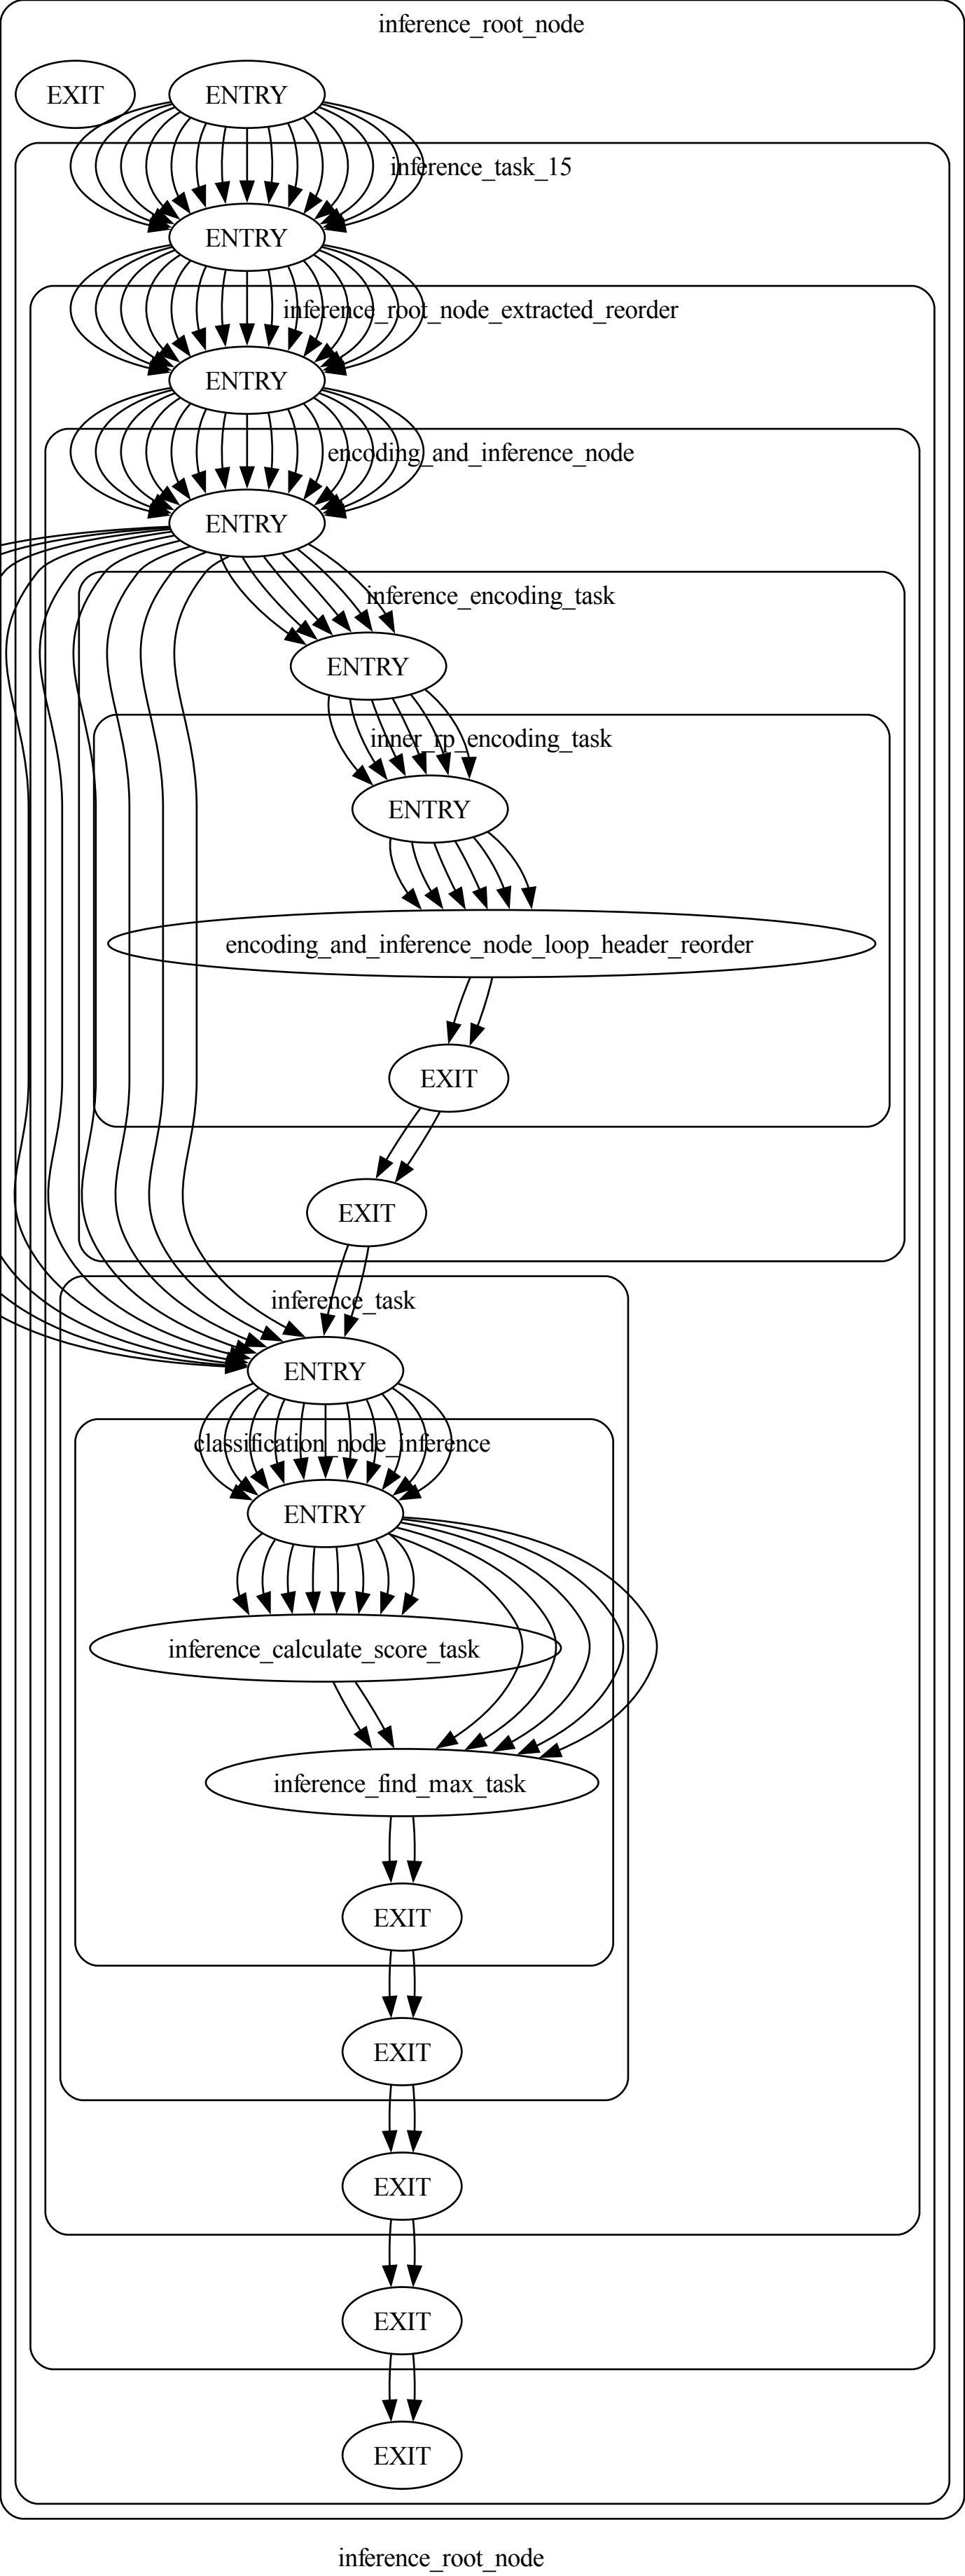 inference_root_node
EXIT ENTRY
inference_task_15
ENTRY
inference_root_node_extracted_reorder
ENTRY
encoding_and_inference_node
ENTRY
inference_encoding_task
ENTRY
inner_rp_encoding_task
ENTRY
encoding_and_inference_node_loop_header_reorder
EXIT
EXIT
inference_task
ENTRY
classification_node_inference
ENTRY
inference_calculate_score_task
inference_find_max_task
EXIT
EXIT
EXIT
EXIT
EXIT
inference_root_node